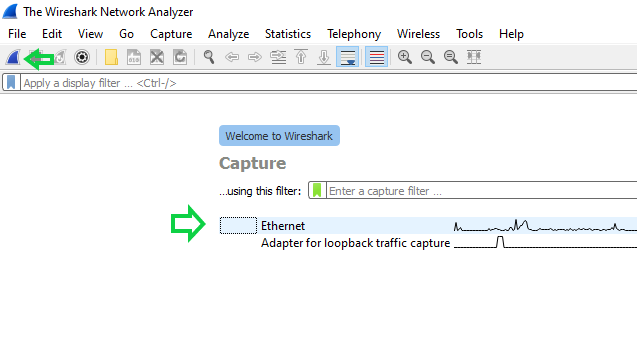 The Wireshark Network Analyzer
File Edit View Go Capture Analyze Statistics Telephony Wireless Tools Help
Apply a display filter ... <Ctrl-/>
Welcome to Wireshark
Capture
...using this filter: Enter a capture filter ...
Ethernet
Adapter for loopback traffic capture